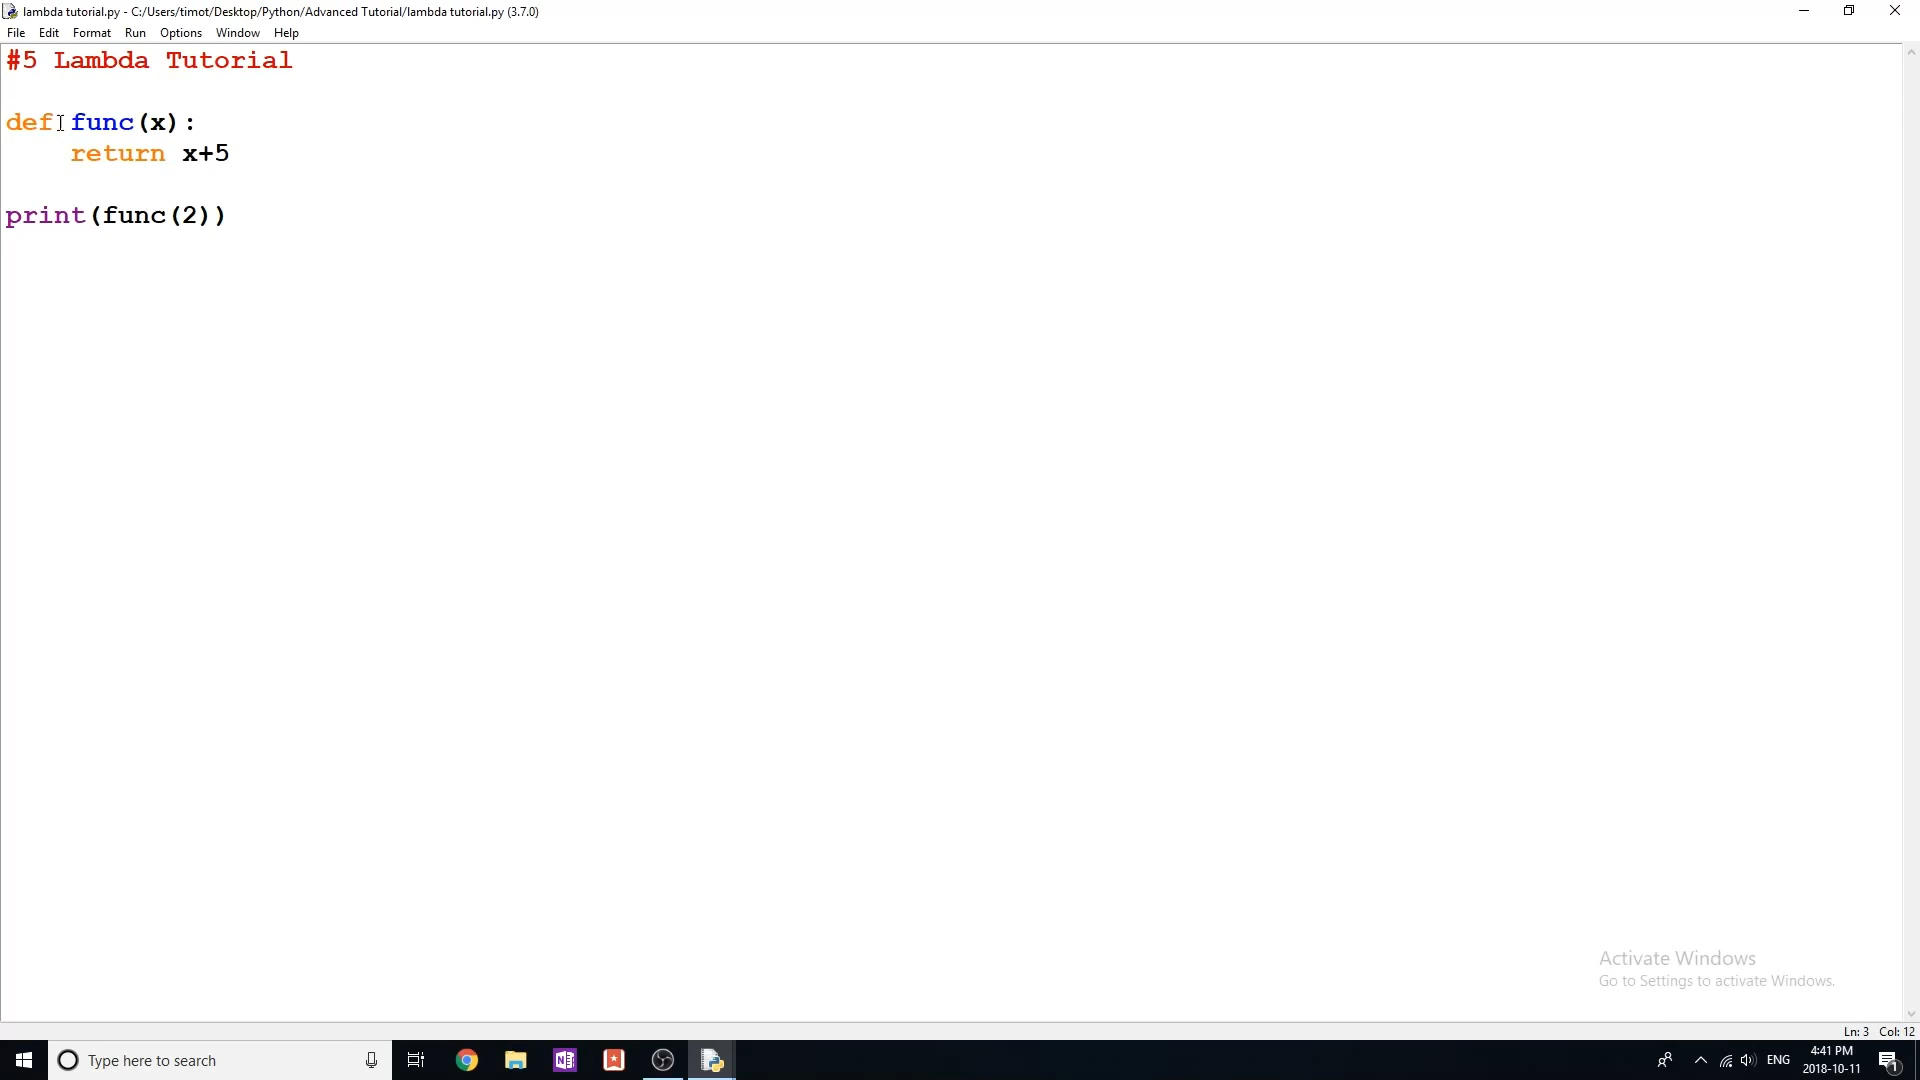 lambda tutorial.py - C:/Users/timot/Desktop/Python/Advanced Tutorial/lambda tutorial.py (3.7.0)
File Edit Format Run Options Window Help
#5 Lambda Tutorial
def func(x):
    return x+5
print(func(2))
Activate Windows
Go to Settings to activate Windows.
Ln: 3 Col: 12
Type here to search
N
ENG
4:41 PM
2018-10-11
1